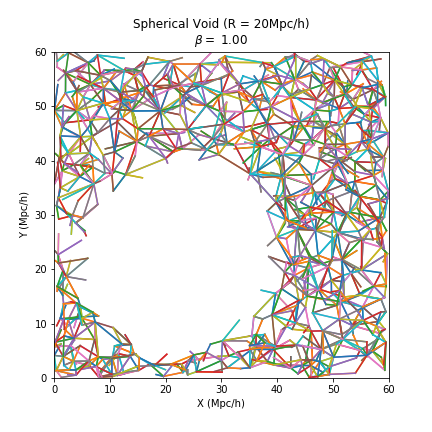 Spherical Void (R = 20Mpc/h)
β = 1.00
Y (Mpc/h)
60
50
40
30
20
10
0
0 10 20 30 40 50 60
X (Mpc/h)